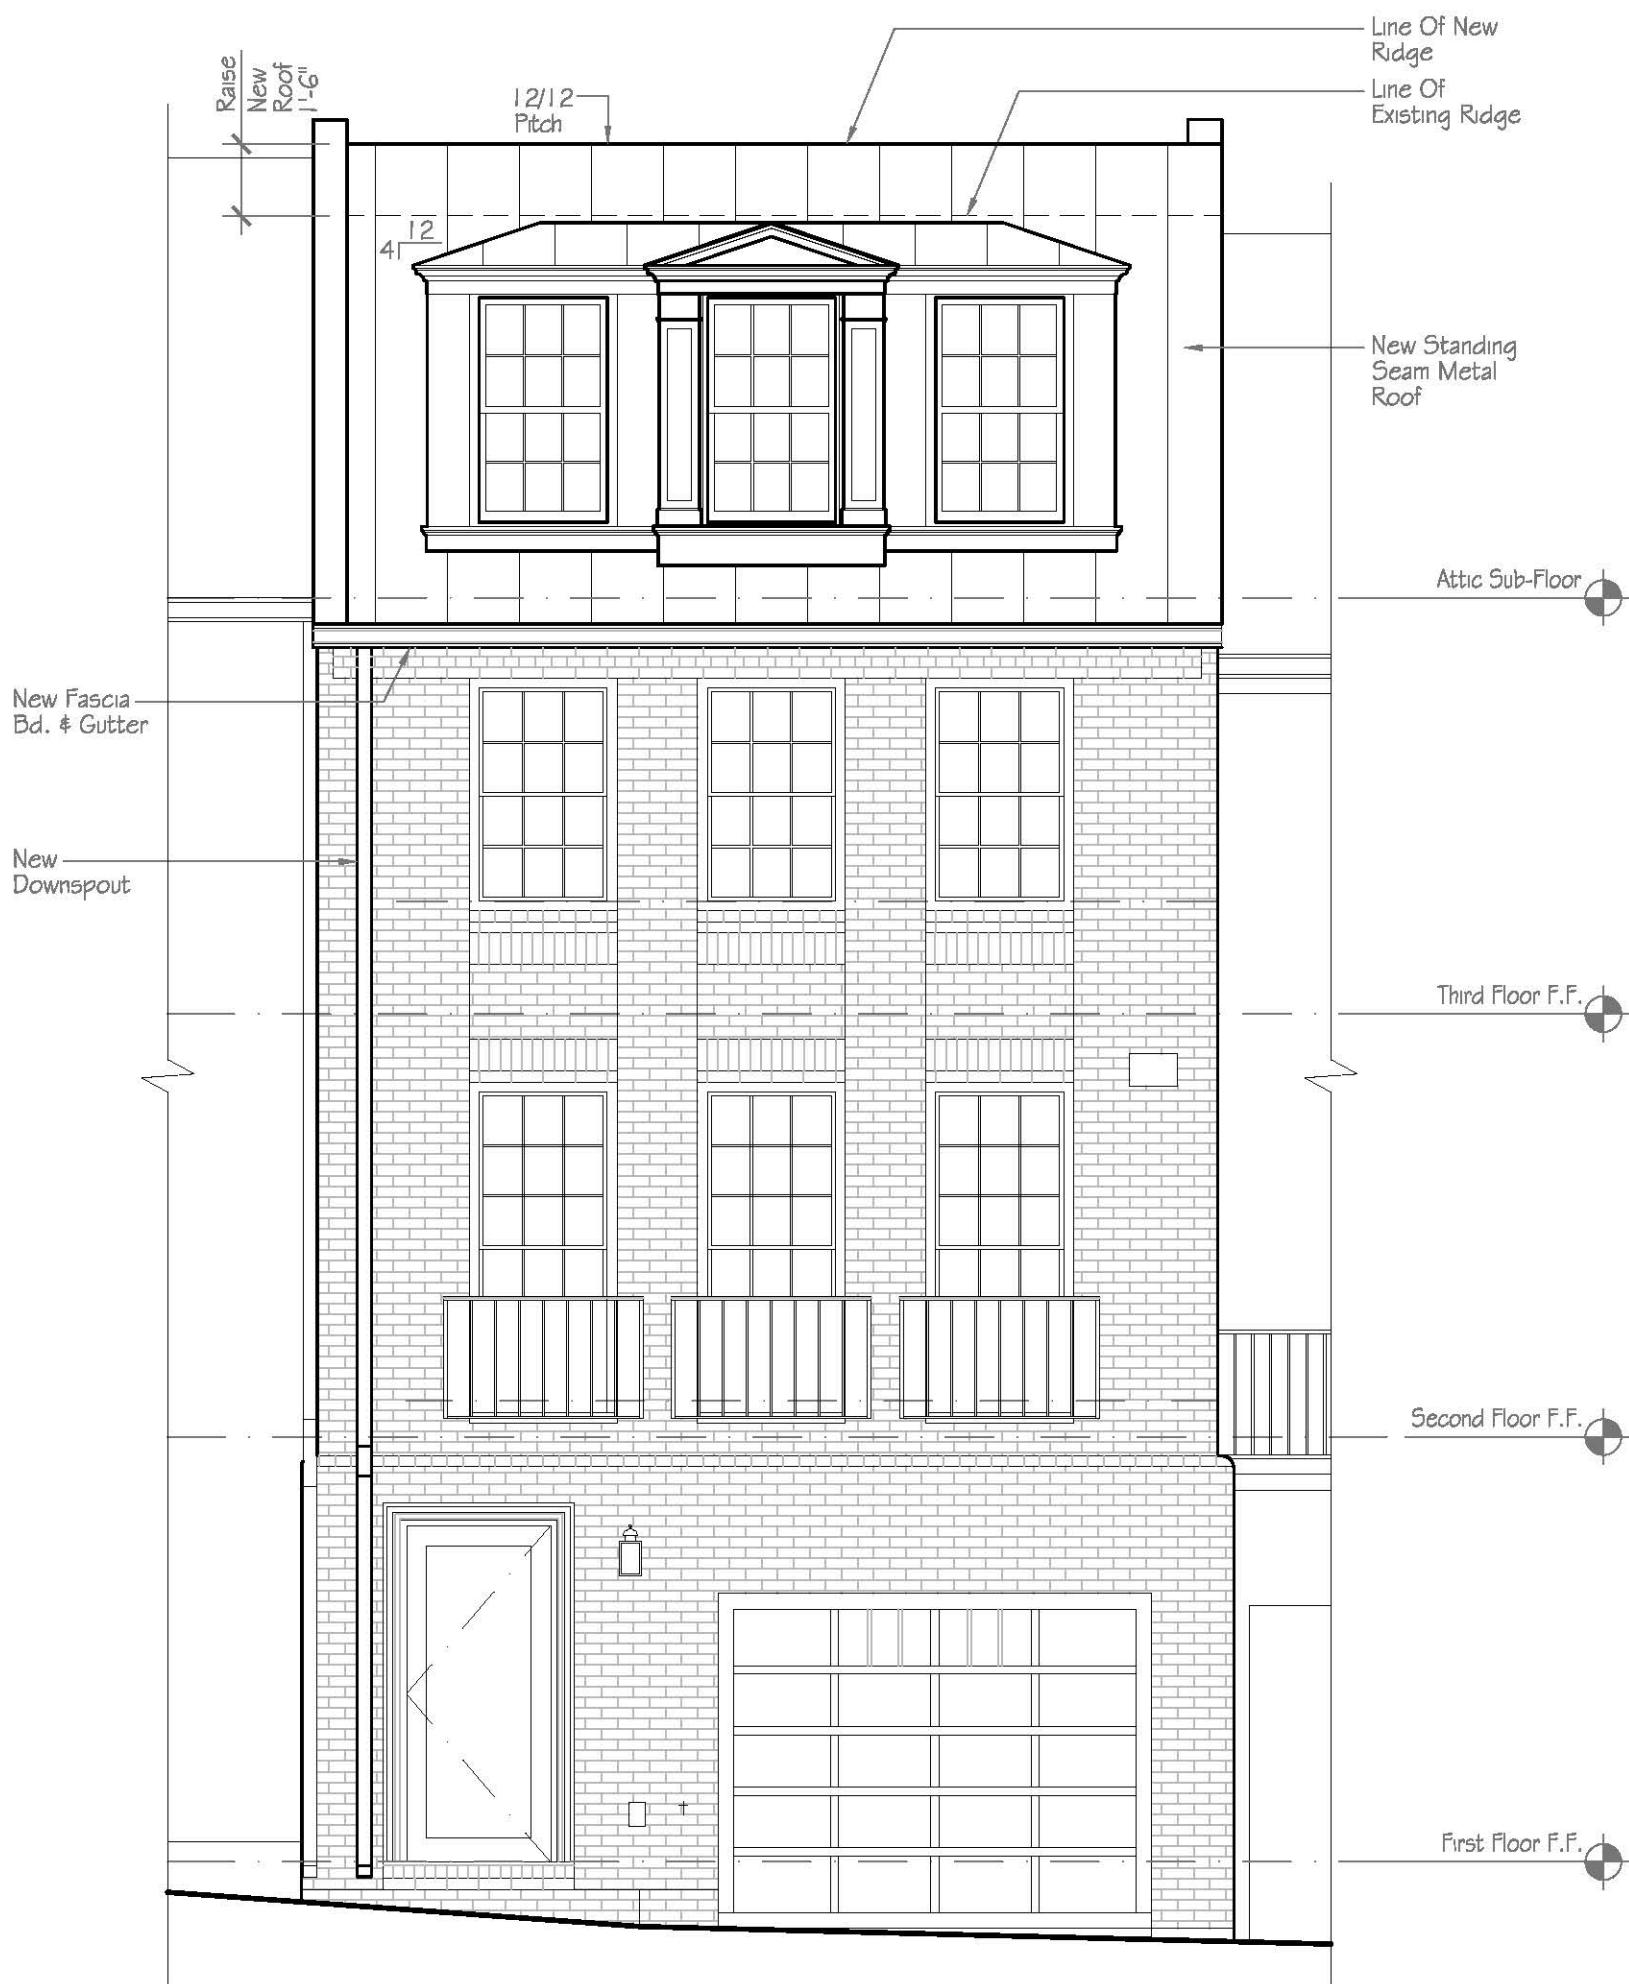 Line Of New
Ridge
Line Of
Existing Ridge
Raise
New
Roof
1'-6"
12/12
Pitch
12
4
New Standing
Seam Metal
Roof
Attic Sub-Floor
New Fascia
Bd. & Gutter
New
Downspout
Third Floor F.F.
Second Floor F.F.
First Floor F.F.